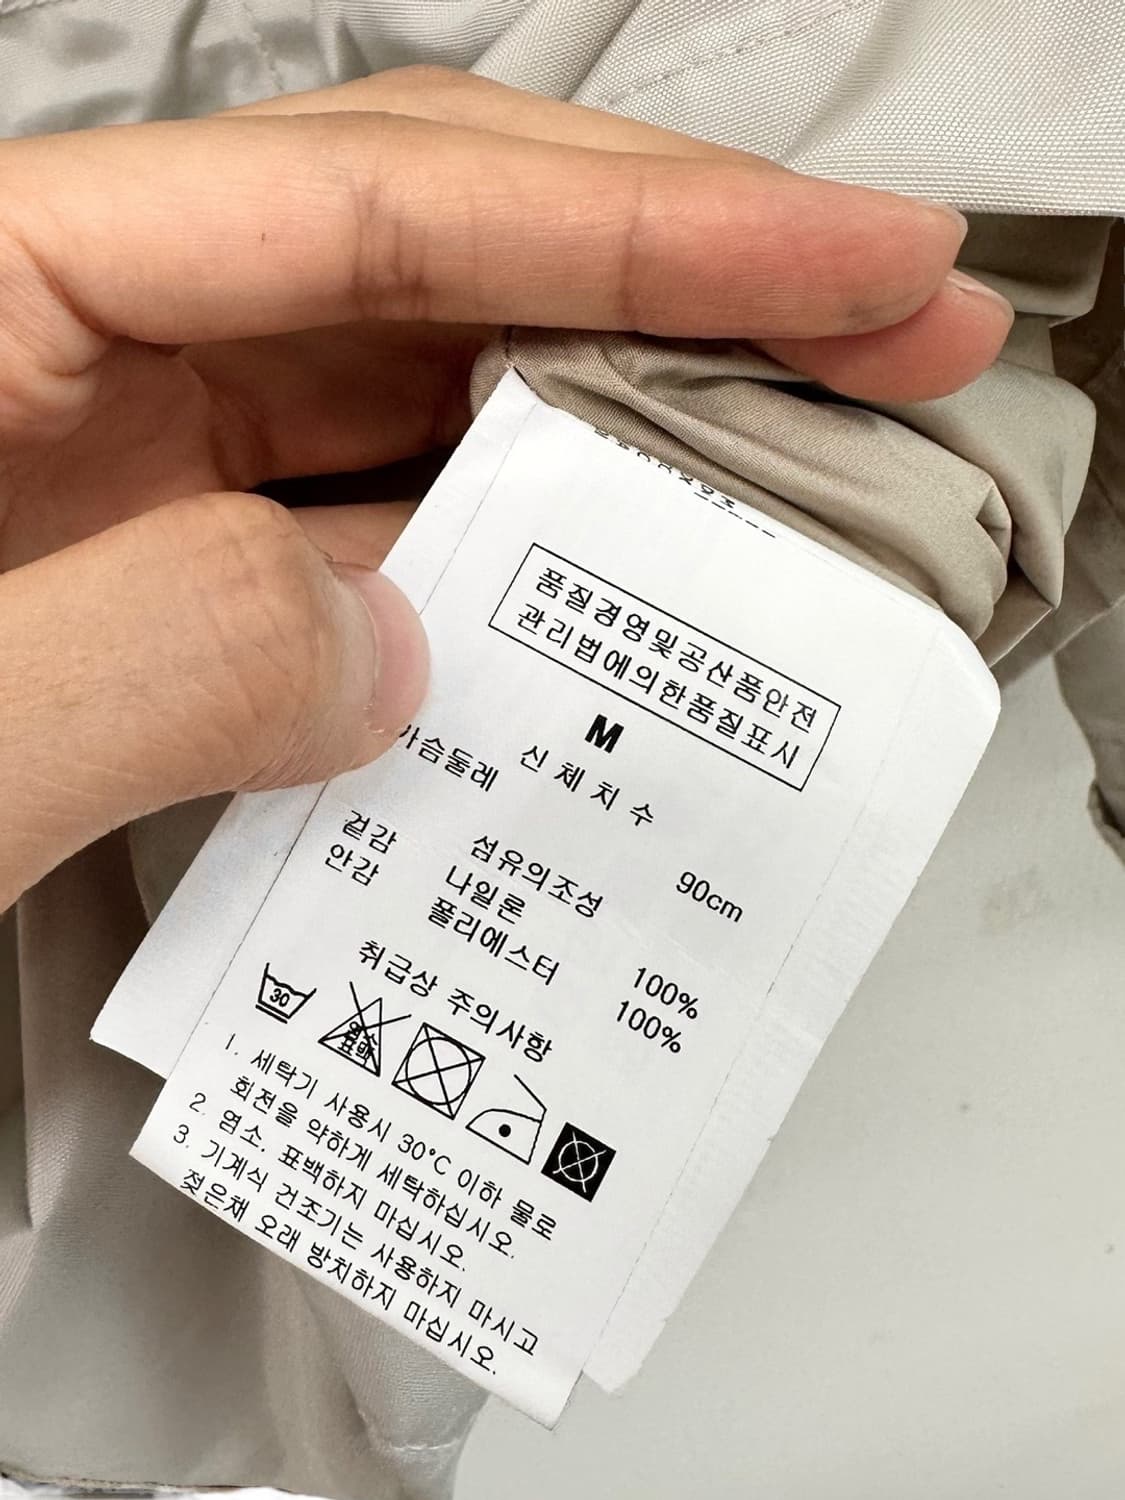 품질경영및공산품안전
관리법에의한품질표시
M
신체치수
가슴둘레 90cm
섬유의조성
겉감 나일론 100%
안감 폴리에스터 100%
취급상 주의사항
30
염소
표백
1. 세탁기 사용시 30°C 이하 물로
회전을 약하게 세탁하십시오.
2. 염소, 표백하지 마십시오.
3. 기계식 건조기는 사용하지 마시고
젖은채 오래 방치하지 마십시오.